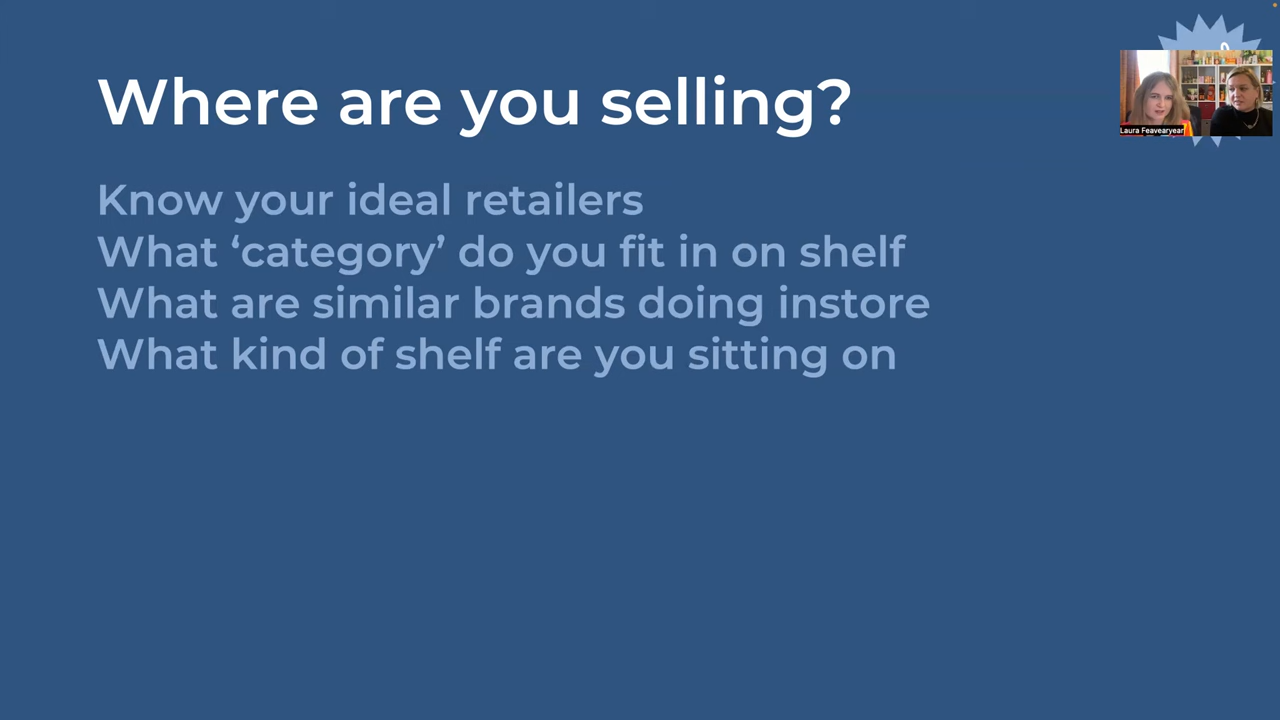 Where are you selling?
Know your ideal retailers
What ‘category’ do you fit in on shelf
What are similar brands doing instore
What kind of shelf are you sitting on
Laura Feavearyear